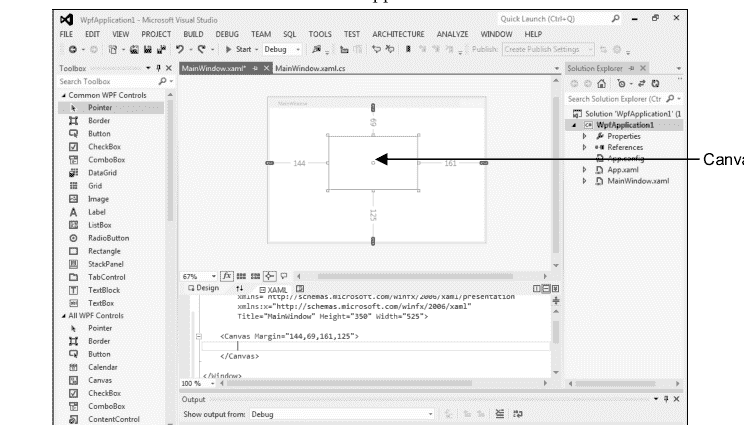 WpfApplication1 - Microsoft Visual Studio
Quick Launch (Ctrl+Q)
FILE EDIT VIEW PROJECT BUILD DEBUG TEAM SQL TOOLS TEST ARCHITECTURE ANALYZE WINDOW HELP
Start Debug Publish: Create Publish Settings
Toolbox
MainWindow.xaml* MainWindow.xaml.cs
Solution Explorer
Search Toolbox
Search Solution Explorer (Ctr
Common WPF Controls
Pointer
Border
Button
CheckBox
ComboBox
DataGrid
Grid
Image
Label
ListBox
RadioButton
Rectangle
StackPanel
TabControl
TextBlock
TextBox
All WPF Controls
Pointer
Border
Button
Calendar
Canvas
CheckBox
ComboBox
ContentControl
MainWindow
69
144
161
125
Canva
Solution 'WpfApplication1' (1
WpfApplication1
Properties
References
App.config
App.xaml
MainWindow.xaml
67%
Design XAML
xmlns="http://schemas.microsoft.com/winfx/2006/xaml/presentation
xmlns:x="http://schemas.microsoft.com/winfx/2006/xaml"
Title="MainWindow" Height="350" Width="525">
<Canvas Margin="144,69,161,125">
</Canvas>
</Window>
100 %
Output
Show output from: Debug